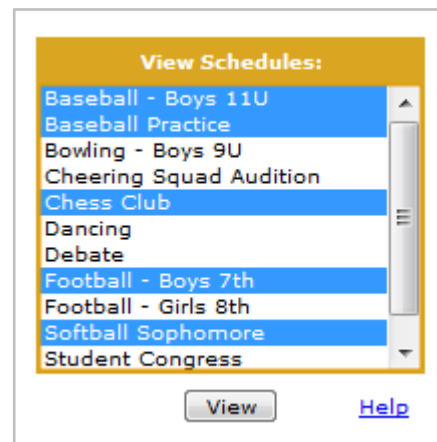 View Schedules:
Baseball - Boys 11U
Baseball Practice
Bowling - Boys 9U
Cheering Squad Audition
Chess Club
Dancing
Debate
Football - Boys 7th
Football - Girls 8th
Softball Sophomore
Student Congress
View Help